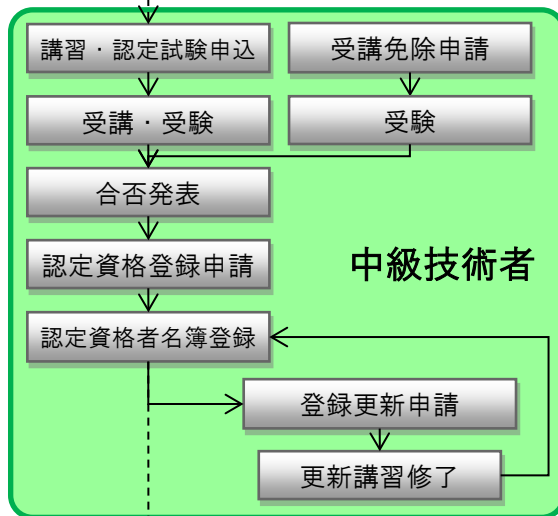 講習・認定試験申込
受講免除申請
受講・受験
受験
合否発表
認定資格登録申請
中級技術者
認定資格者名簿登録
登録更新申請
更新講習修了